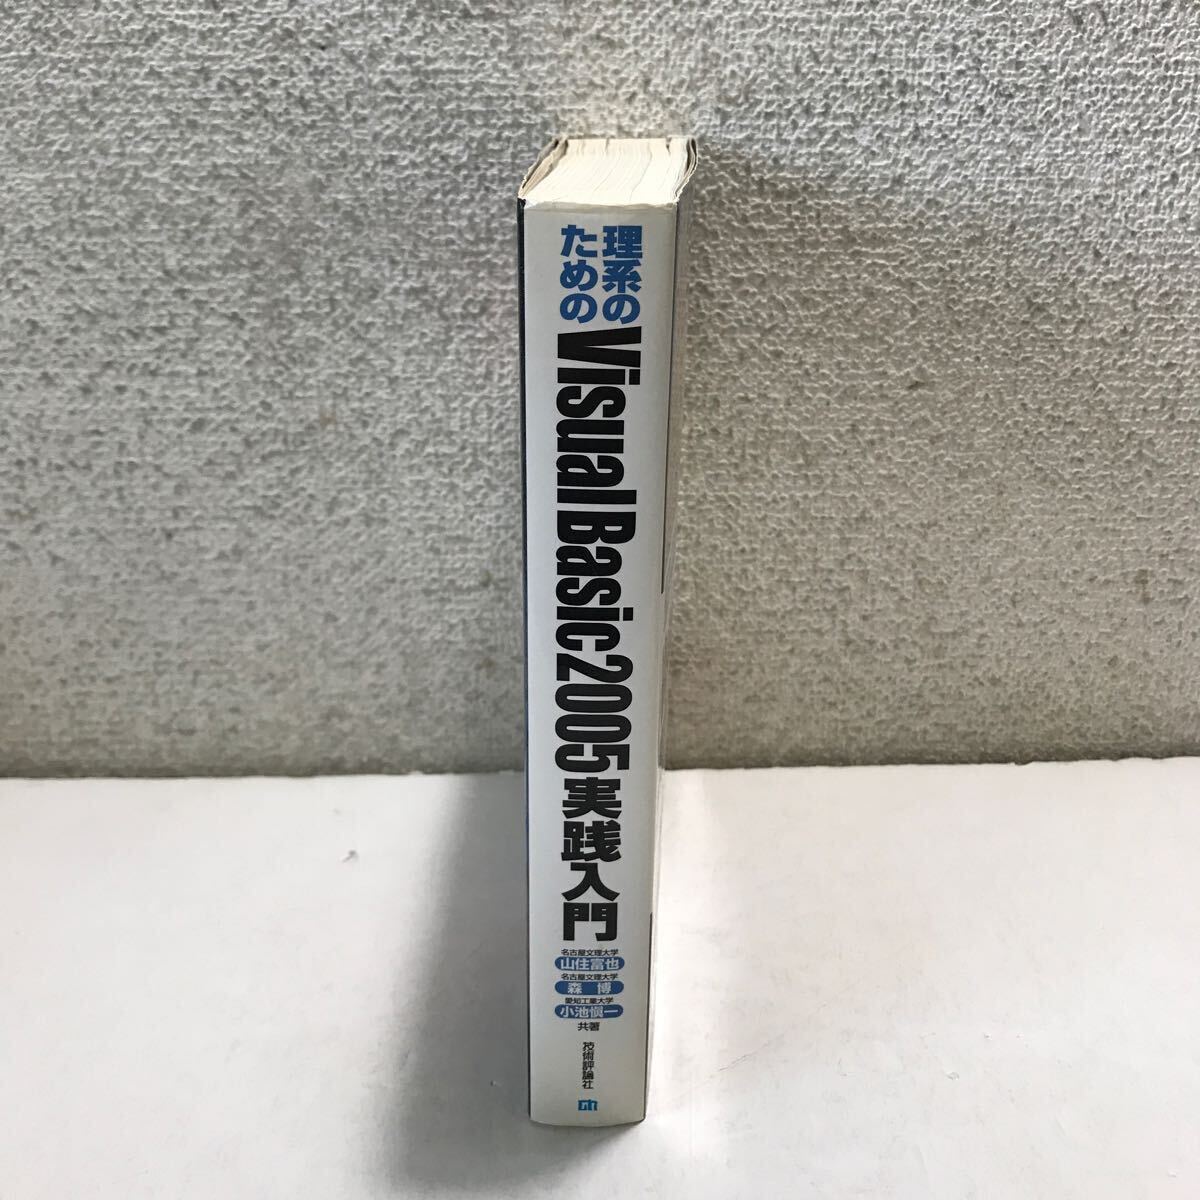 理系の
ための
Visual Basic 2005 実践入門
名古屋文理大学
山住富也
名古屋文理大学
森 博
愛知工業大学
小池愼一
共著
技術評論社